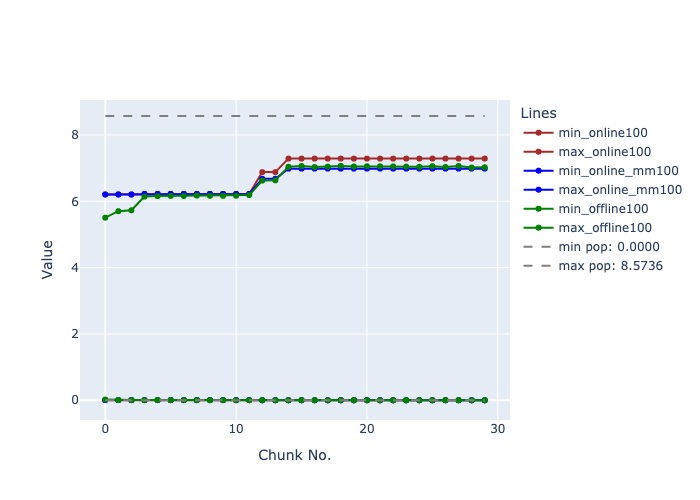 Lines
min_online100
max_online100
min_online_mm100
max_online_mm100
min_offline100
max_offline100
min pop: 0.0000
max pop: 8.5736
8
6
4
2
0
Value
0 10 20 30
Chunk No.